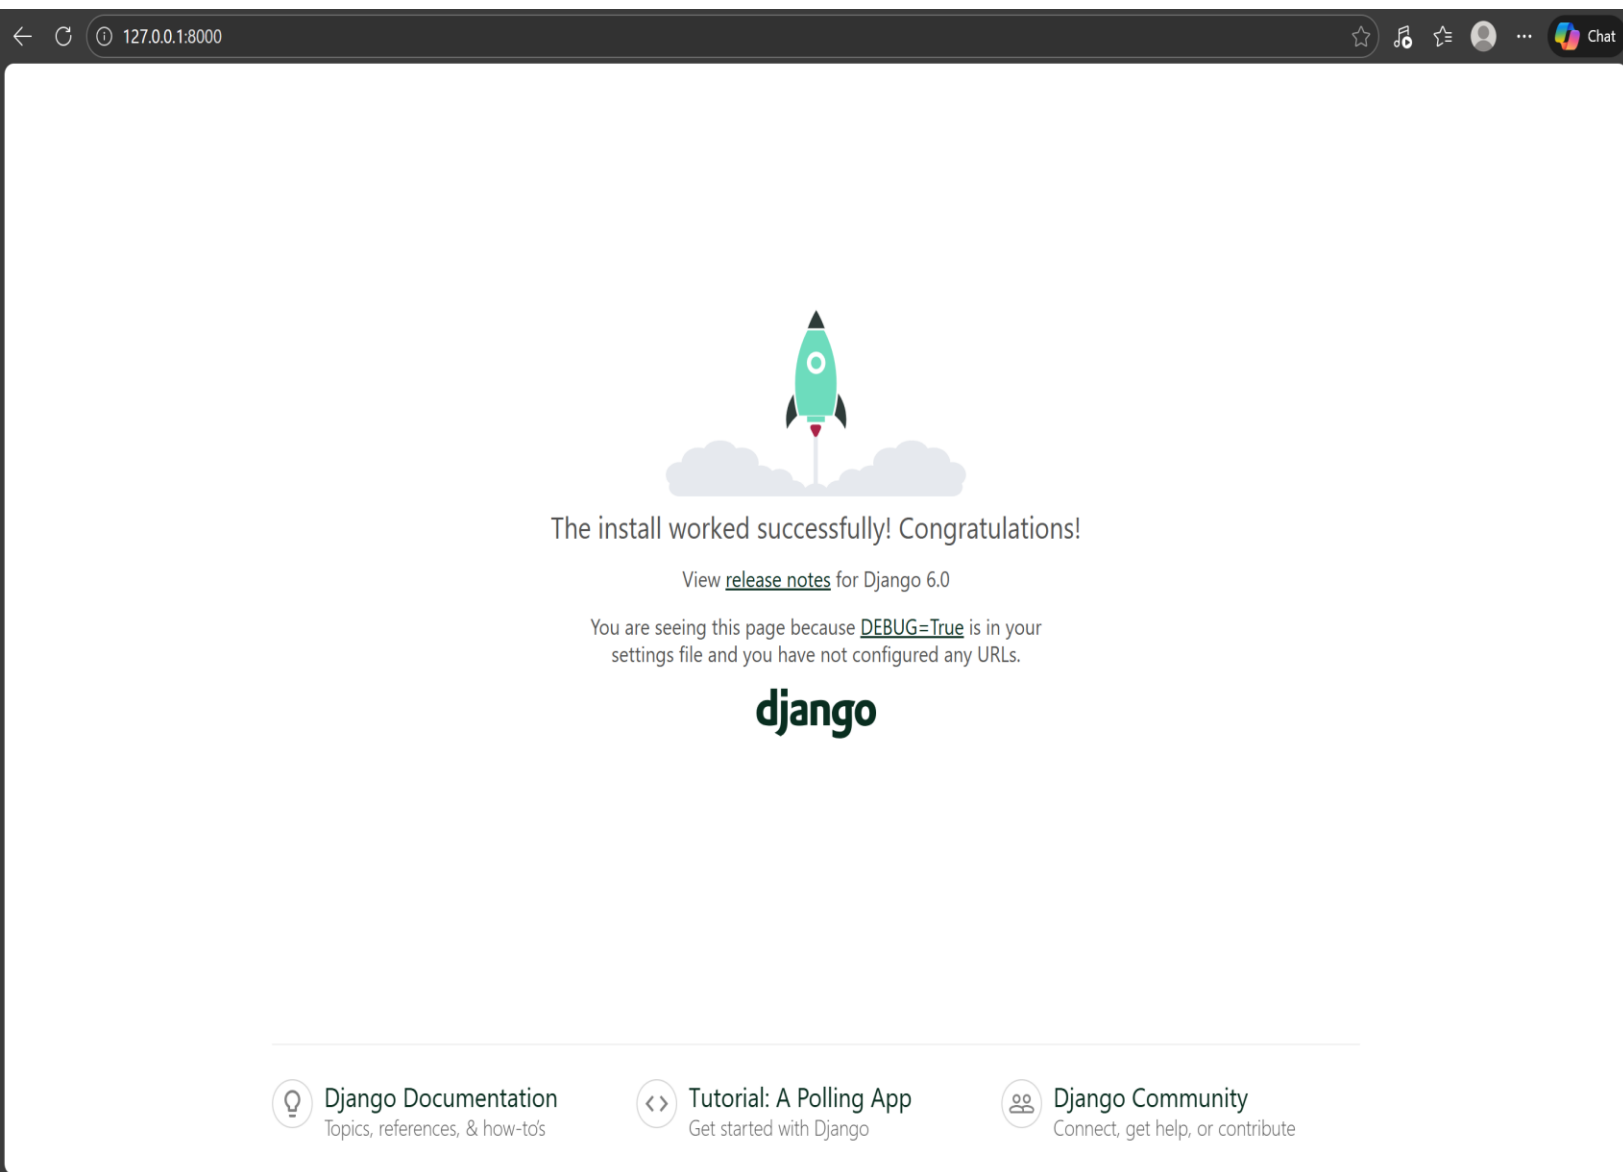 127.0.0.1:8000
Chat
The install worked successfully! Congratulations!
View release notes for Django 6.0
You are seeing this page because DEBUG=True is in your
settings file and you have not configured any URLs.
django
Django Documentation
Topics, references, & how-to's
Tutorial: A Polling App
Get started with Django
Django Community
Connect, get help, or contribute